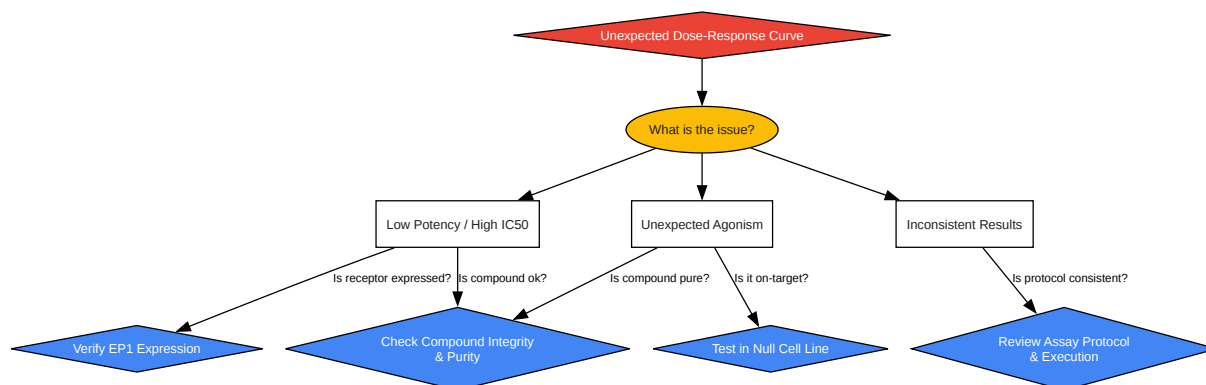 Unexpected Dose-Response Curve
What is the issue?
Low Potency / High IC50
Unexpected Agonism
Inconsistent Results
Is receptor expressed?
Is compound ok?
Is compound pure?
Is it on-target?
Is protocol consistent?
Verify EP1 Expression
Check Compound Integrity
& Purity
Test in Null Cell Line
Review Assay Protocol
& Execution